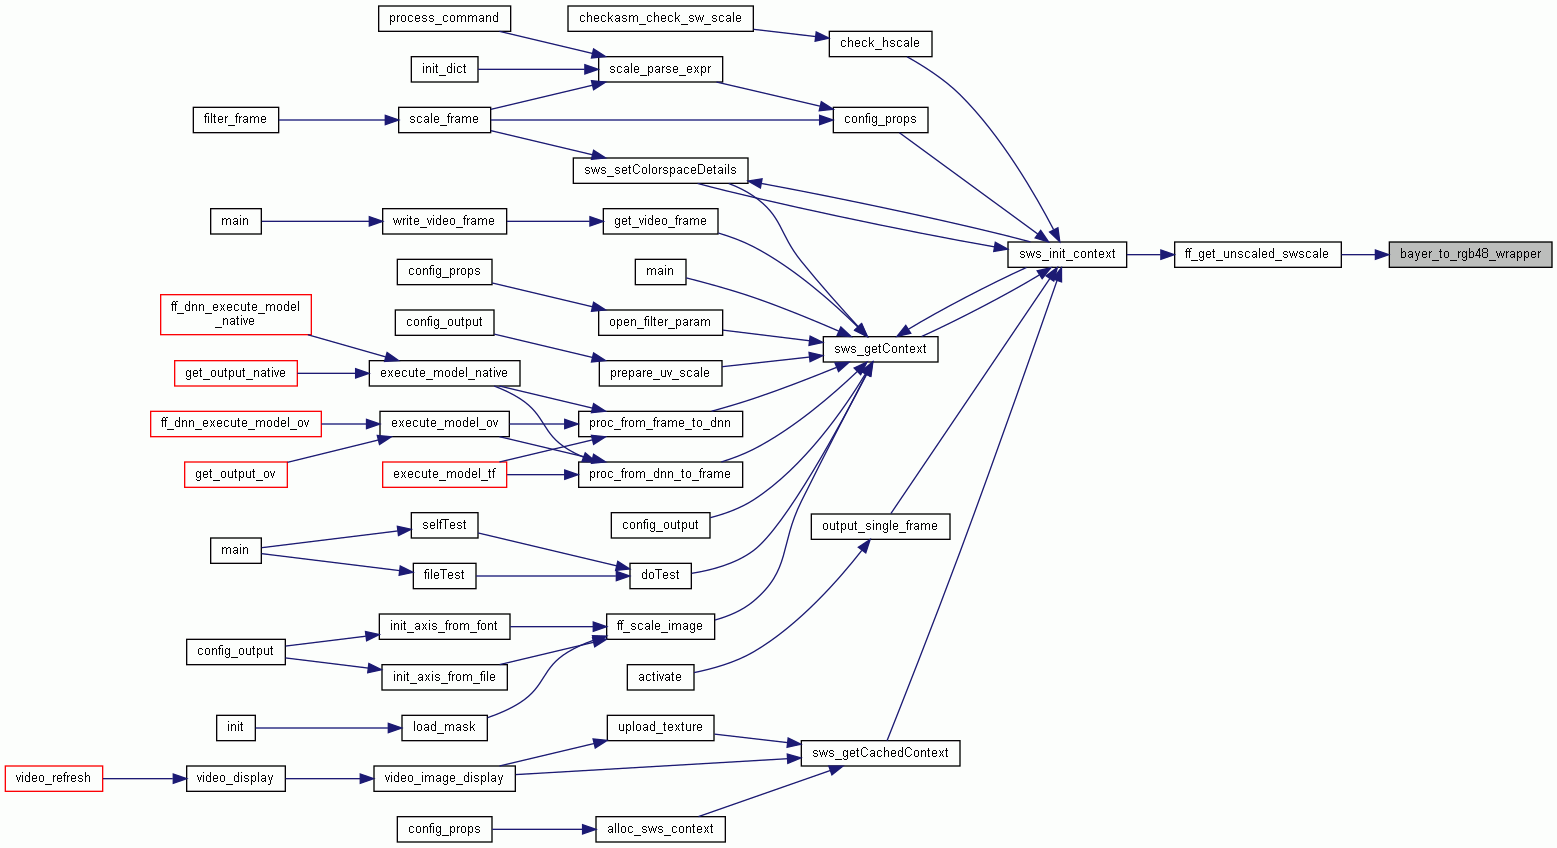 process_command
checkasm_check_sw_scale
check_hscale
init_dict
scale_parse_expr
filter_frame
scale_frame
config_props
sws_setColorspaceDetails
main
write_video_frame
get_video_frame
sws_init_context
ff_get_unscaled_swscale
bayer_to_rgb48_wrapper
config_props
main
ff_dnn_execute_model
_native
config_output
open_filter_param
sws_getContext
get_output_native
execute_model_native
prepare_uv_scale
ff_dnn_execute_model_ov
execute_model_ov
proc_from_frame_to_dnn
get_output_ov
execute_model_tf
proc_from_dnn_to_frame
selfTest
config_output
output_single_frame
main
fileTest
doTest
init_axis_from_font
ff_scale_image
config_output
init_axis_from_file
activate
init
load_mask
upload_texture
sws_getCachedContext
video_refresh
video_display
video_image_display
config_props
alloc_sws_context